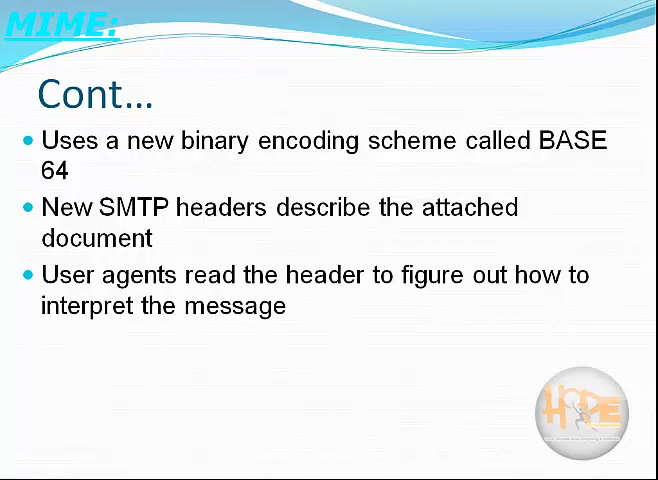 MIME:
Cont...
Uses a new binary encoding scheme called BASE
64
New SMTP headers describe the attached
document
User agents read the header to figure out how to
interpret the message
HOPE